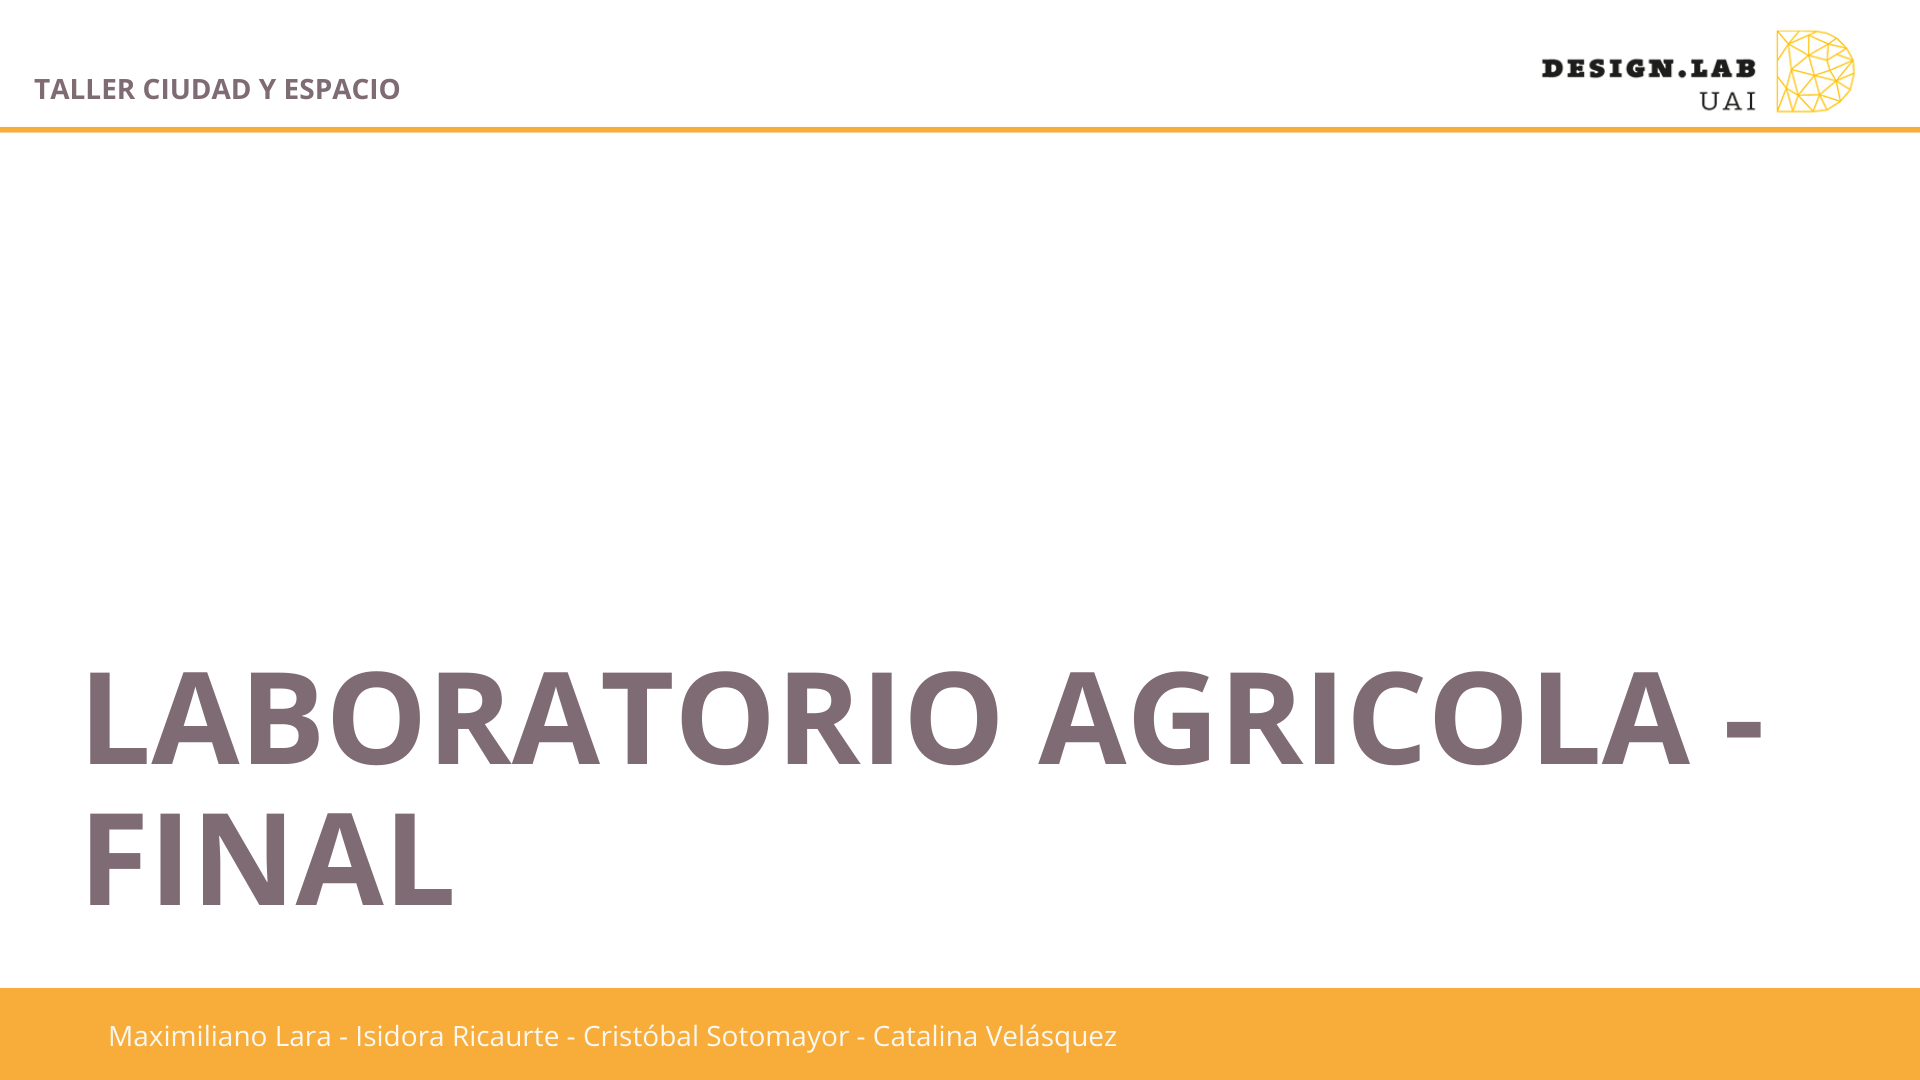 TALLER CIUDAD Y ESPACIO
DESIGN.LAB
UAI
LABORATORIO AGRICOLA -
FINAL
Maximiliano Lara - Isidora Ricaurte - Cristóbal Sotomayor - Catalina Velásquez